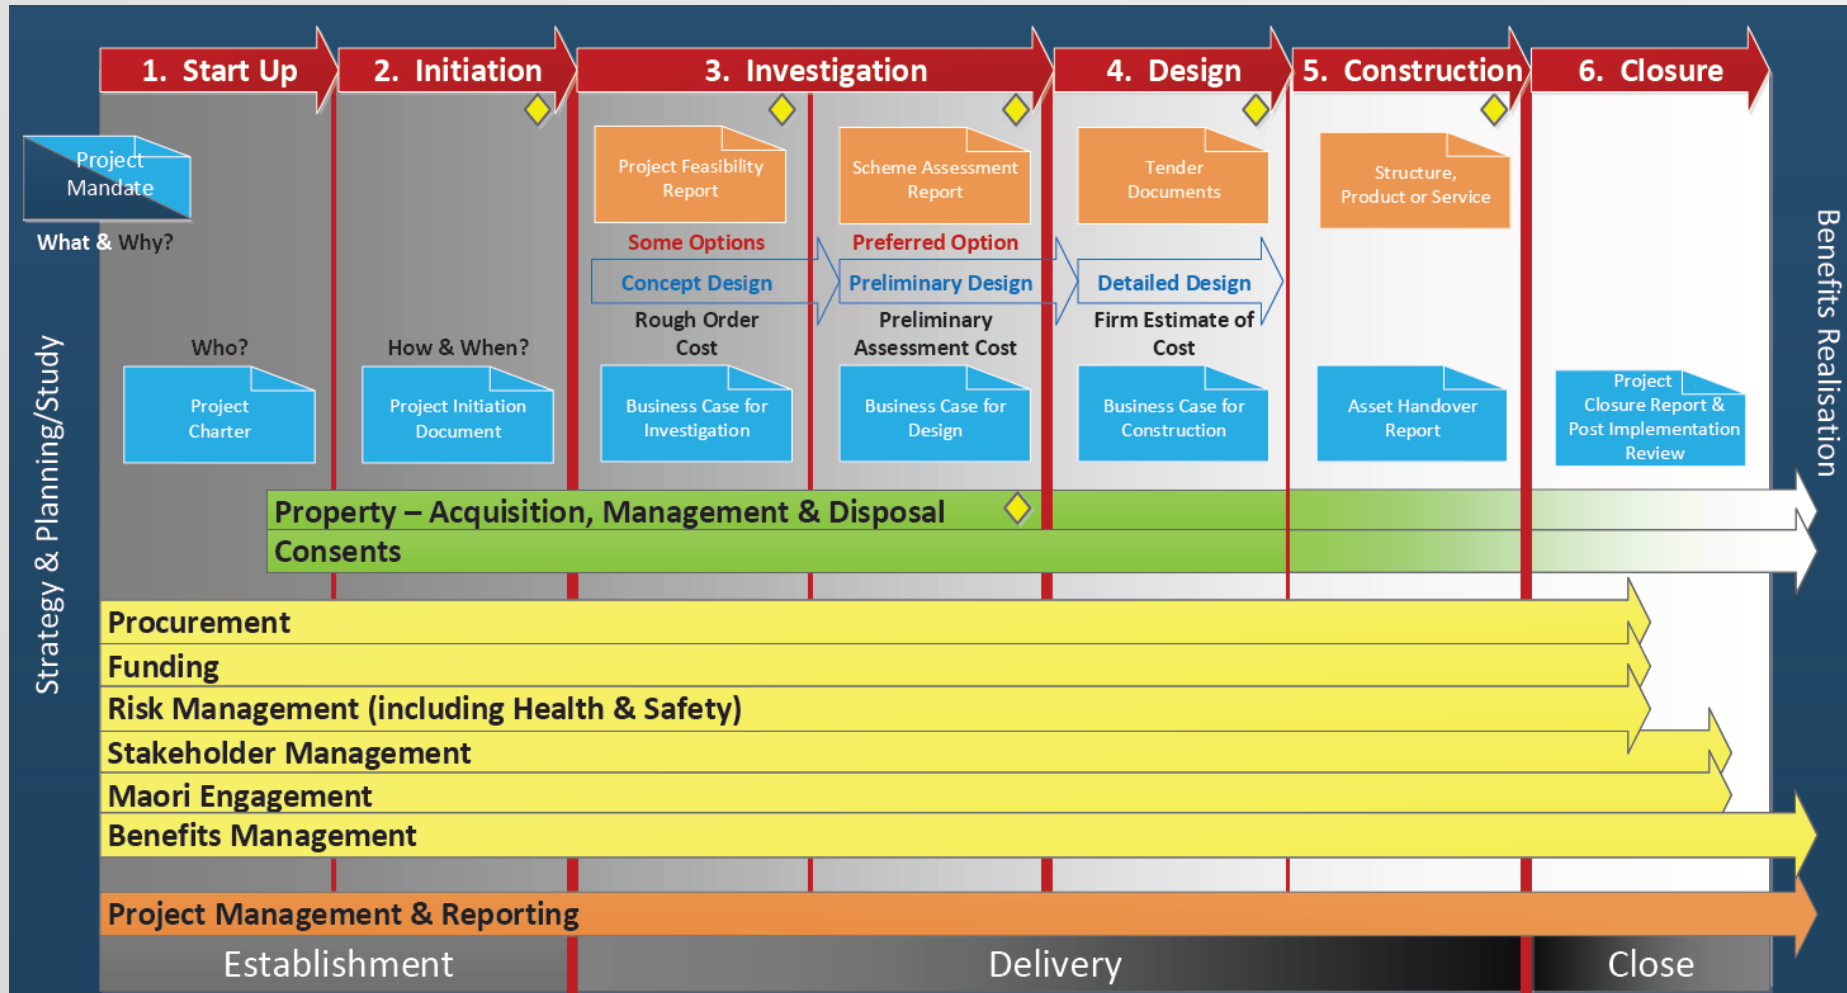 1. Start Up
2. Initiation
3. Investigation
4. Design
5. Construction
6. Closure
Project
Mandate
What & Why?
Project Feasibility
Report
Scheme Assessment
Report
Tender
Documents
Structure,
Product or Service
Some Options
Preferred Option
Concept Design
Preliminary Design
Detailed Design
Who?
How & When?
Rough Order
Cost
Preliminary
Assessment Cost
Firm Estimate of
Cost
Project
Charter
Project Initiation
Document
Business Case for
Investigation
Business Case for
Design
Business Case for
Construction
Asset Handover
Report
Project
Closure Report &
Post Implementation
Review
Strategy & Planning/Study
Benefits Realisation
Property – Acquisition, Management & Disposal
Consents
Procurement
Funding
Risk Management (including Health & Safety)
Stakeholder Management
Maori Engagement
Benefits Management
Project Management & Reporting
Establishment
Delivery
Close